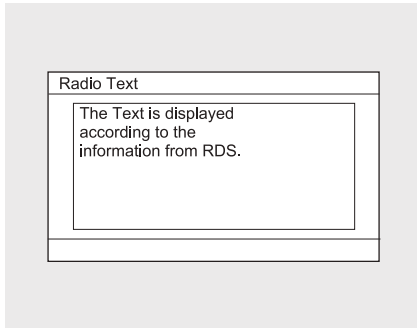 Radio Text
The Text is displayed
according to the
information from RDS.